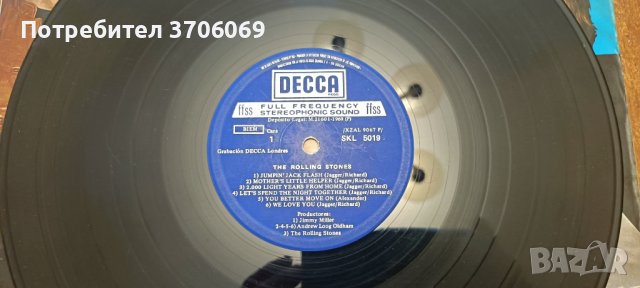 Потребител 3706069
DECCA
ffss FULL FREQUENCY ffss
STEREOPHONIC SOUND
Depósito Legal: M.21601-1969 (P)
BIEM Cara (XZAL 9067 P)
1 SKL 5019
Grabación DECCA Londres
THE ROLLING STONES
1) JUMPIN' JACK FLASH (Jagger/Richard)
2) MOTHER'S LITTLE HELPER (Jagger/Richard)
3) 2.000 LIGHT YEARS FROM HOME (Jagger/Richard)
4) LET'S SPEND THE NIGHT TOGETHER (Jagger/Richard)
5) YOU BETTER MOVE ON (Alexander)
6) WE LOVE YOU (Jagger/Richard)
Productores:
1) Jimmy Miller
2-4-5-6) Andrew Loog Oldham
3) The Rolling Stones
BAZAR